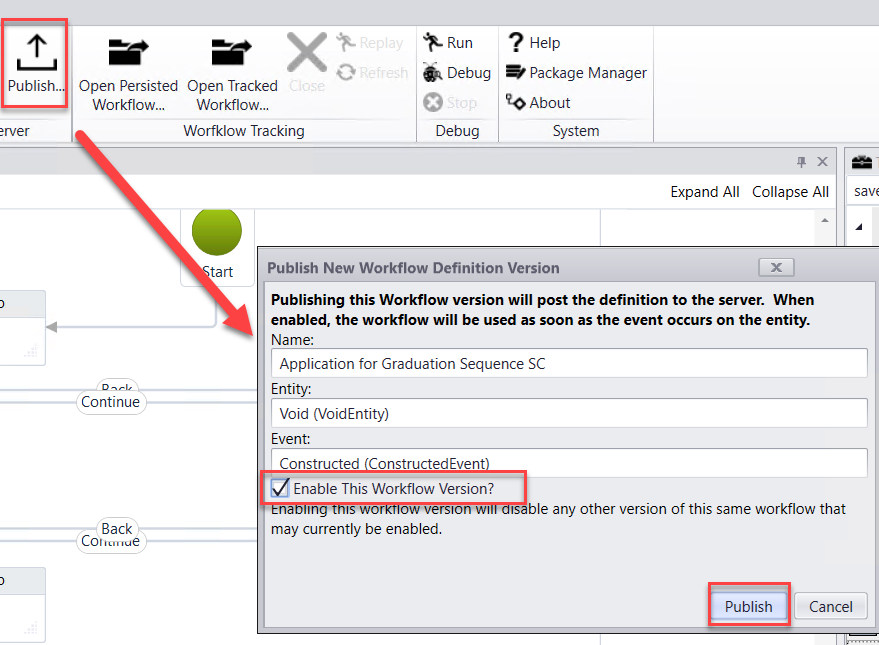 Publish...
Open Persisted
Workflow...
Open Tracked
Workflow...
Close
Replay
Refresh
Run
Debug
Stop
Help
Package Manager
About
erver
Worfklow Tracking
Debug
System
Expand All Collapse All
save
Start
o
Back
Continue
Back
Continue
o
Publish New Workflow Definition Version
Publishing this Workflow version will post the definition to the server. When
enabled, the workflow will be used as soon as the event occurs on the entity.
Name:
Application for Graduation Sequence SC
Entity:
Void (VoidEntity)
Event:
Constructed (ConstructedEvent)
Enable This Workflow Version?
Enabling this workflow version will disable any other version of this same workflow that
may currently be enabled.
Publish Cancel